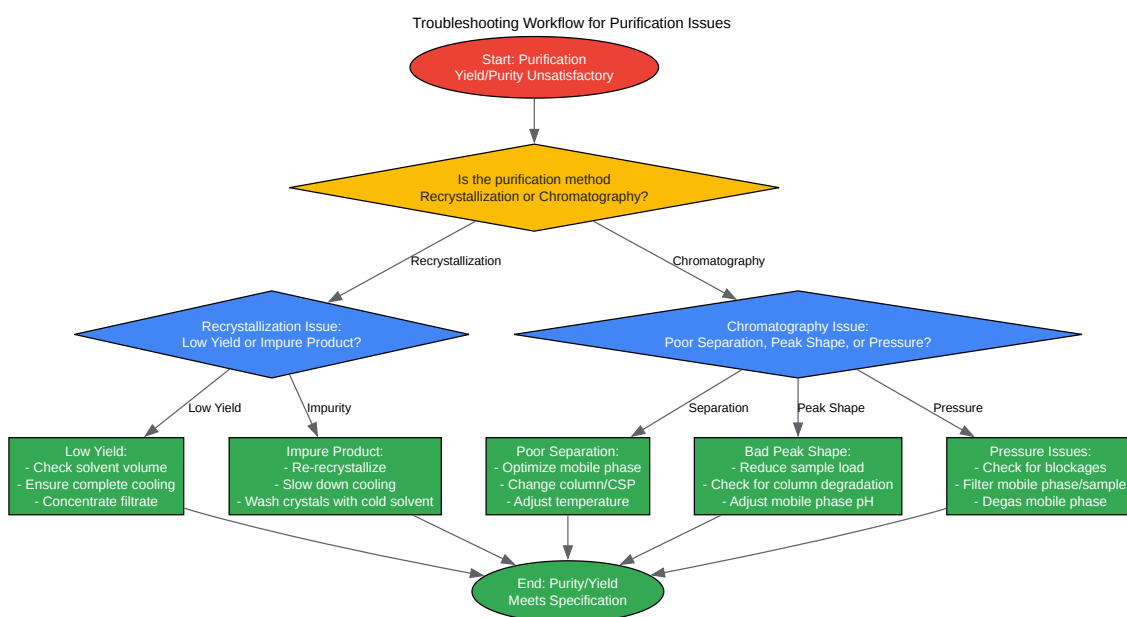 Troubleshooting Workflow for Purification Issues
Start: Purification
Yield/Purity Unsatisfactory
Is the purification method
Recrystallization or Chromatography?
Recrystallization
Chromatography
Recrystallization Issue:
Low Yield or Impure Product?
Chromatography Issue:
Poor Separation, Peak Shape, or Pressure?
Low Yield
Impurity
Separation
Peak Shape
Pressure
Low Yield:
- Check solvent volume
- Ensure complete cooling
- Concentrate filtrate
Impure Product:
- Re-recrystallize
- Slow down cooling
- Wash crystals with cold solvent
Poor Separation:
- Optimize mobile phase
- Change column/CSP
- Adjust temperature
Bad Peak Shape:
- Reduce sample load
- Check for column degradation
- Adjust mobile phase pH
Pressure Issues:
- Check for blockages
- Filter mobile phase/sample
- Degas mobile phase
End: Purity/Yield
Meets Specification